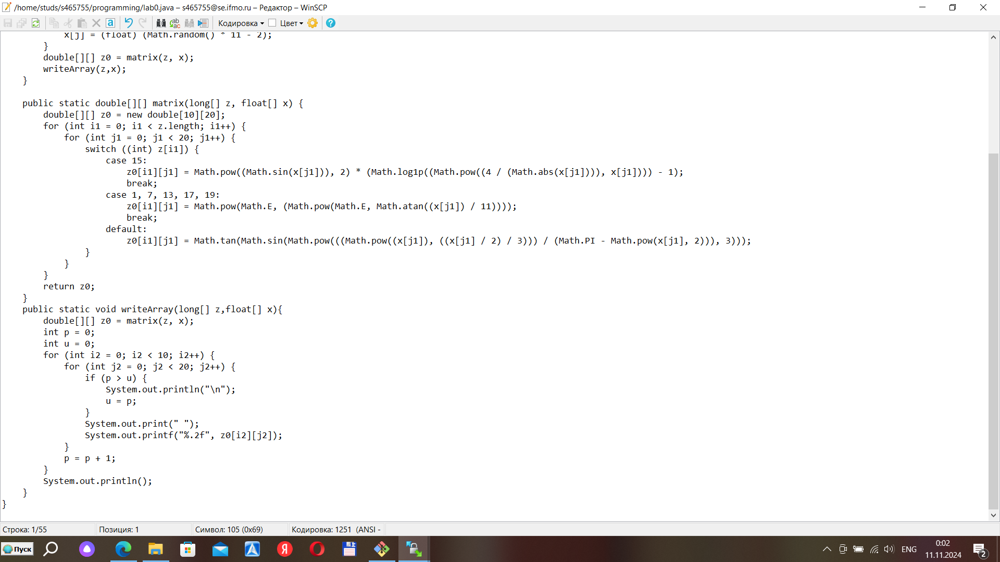 /home/studs/s465755/programming/lab0.java – s465755@se.ifmo.ru – Редактор – WinSCP
Кодировка Цвет
x[j] = (float) (Math.random() * 11 - 2);
}
double[][] z0 = matrix(z, x);
writeArray(z,x);
}
public static double[][] matrix(long[] z, float[] x) {
double[][] z0 = new double[10][20];
for (int i1 = 0; i1 < z.length; i1++) {
for (int j1 = 0; j1 < 20; j1++) {
switch ((int) z[i1]) {
case 15:
z0[i1][j1] = Math.pow((Math.sin(x[j1])), 2) * (Math.log1p((Math.pow((4 / (Math.abs(x[j1]))), x[j1]))) - 1);
break;
case 1, 7, 13, 17, 19:
z0[i1][j1] = Math.pow(Math.E, (Math.pow(Math.E, Math.atan((x[j1]) / 11))));
break;
default:
z0[i1][j1] = Math.tan(Math.sin(Math.pow(((Math.pow((x[j1]), ((x[j1] / 2) / 3))) / (Math.PI - Math.pow(x[j1], 2))), 3)));
}
}
}
return z0;
}
public static void writeArray(long[] z,float[] x){
double[][] z0 = matrix(z, x);
int p = 0;
int u = 0;
for (int i2 = 0; i2 < 10; i2++) {
for (int j2 = 0; j2 < 20; j2++) {
if (p > u) {
System.out.println("\n");
u = p;
}
System.out.print(" ");
System.out.printf("%.2f", z0[i2][j2]);
}
p = p + 1;
}
System.out.println();
}
}
Строка: 1/55 Позиция: 1 Символ: 105 (0x69) Кодировка: 1251 (ANSI -
Пуск ENG 0:02
11.11.2024 2